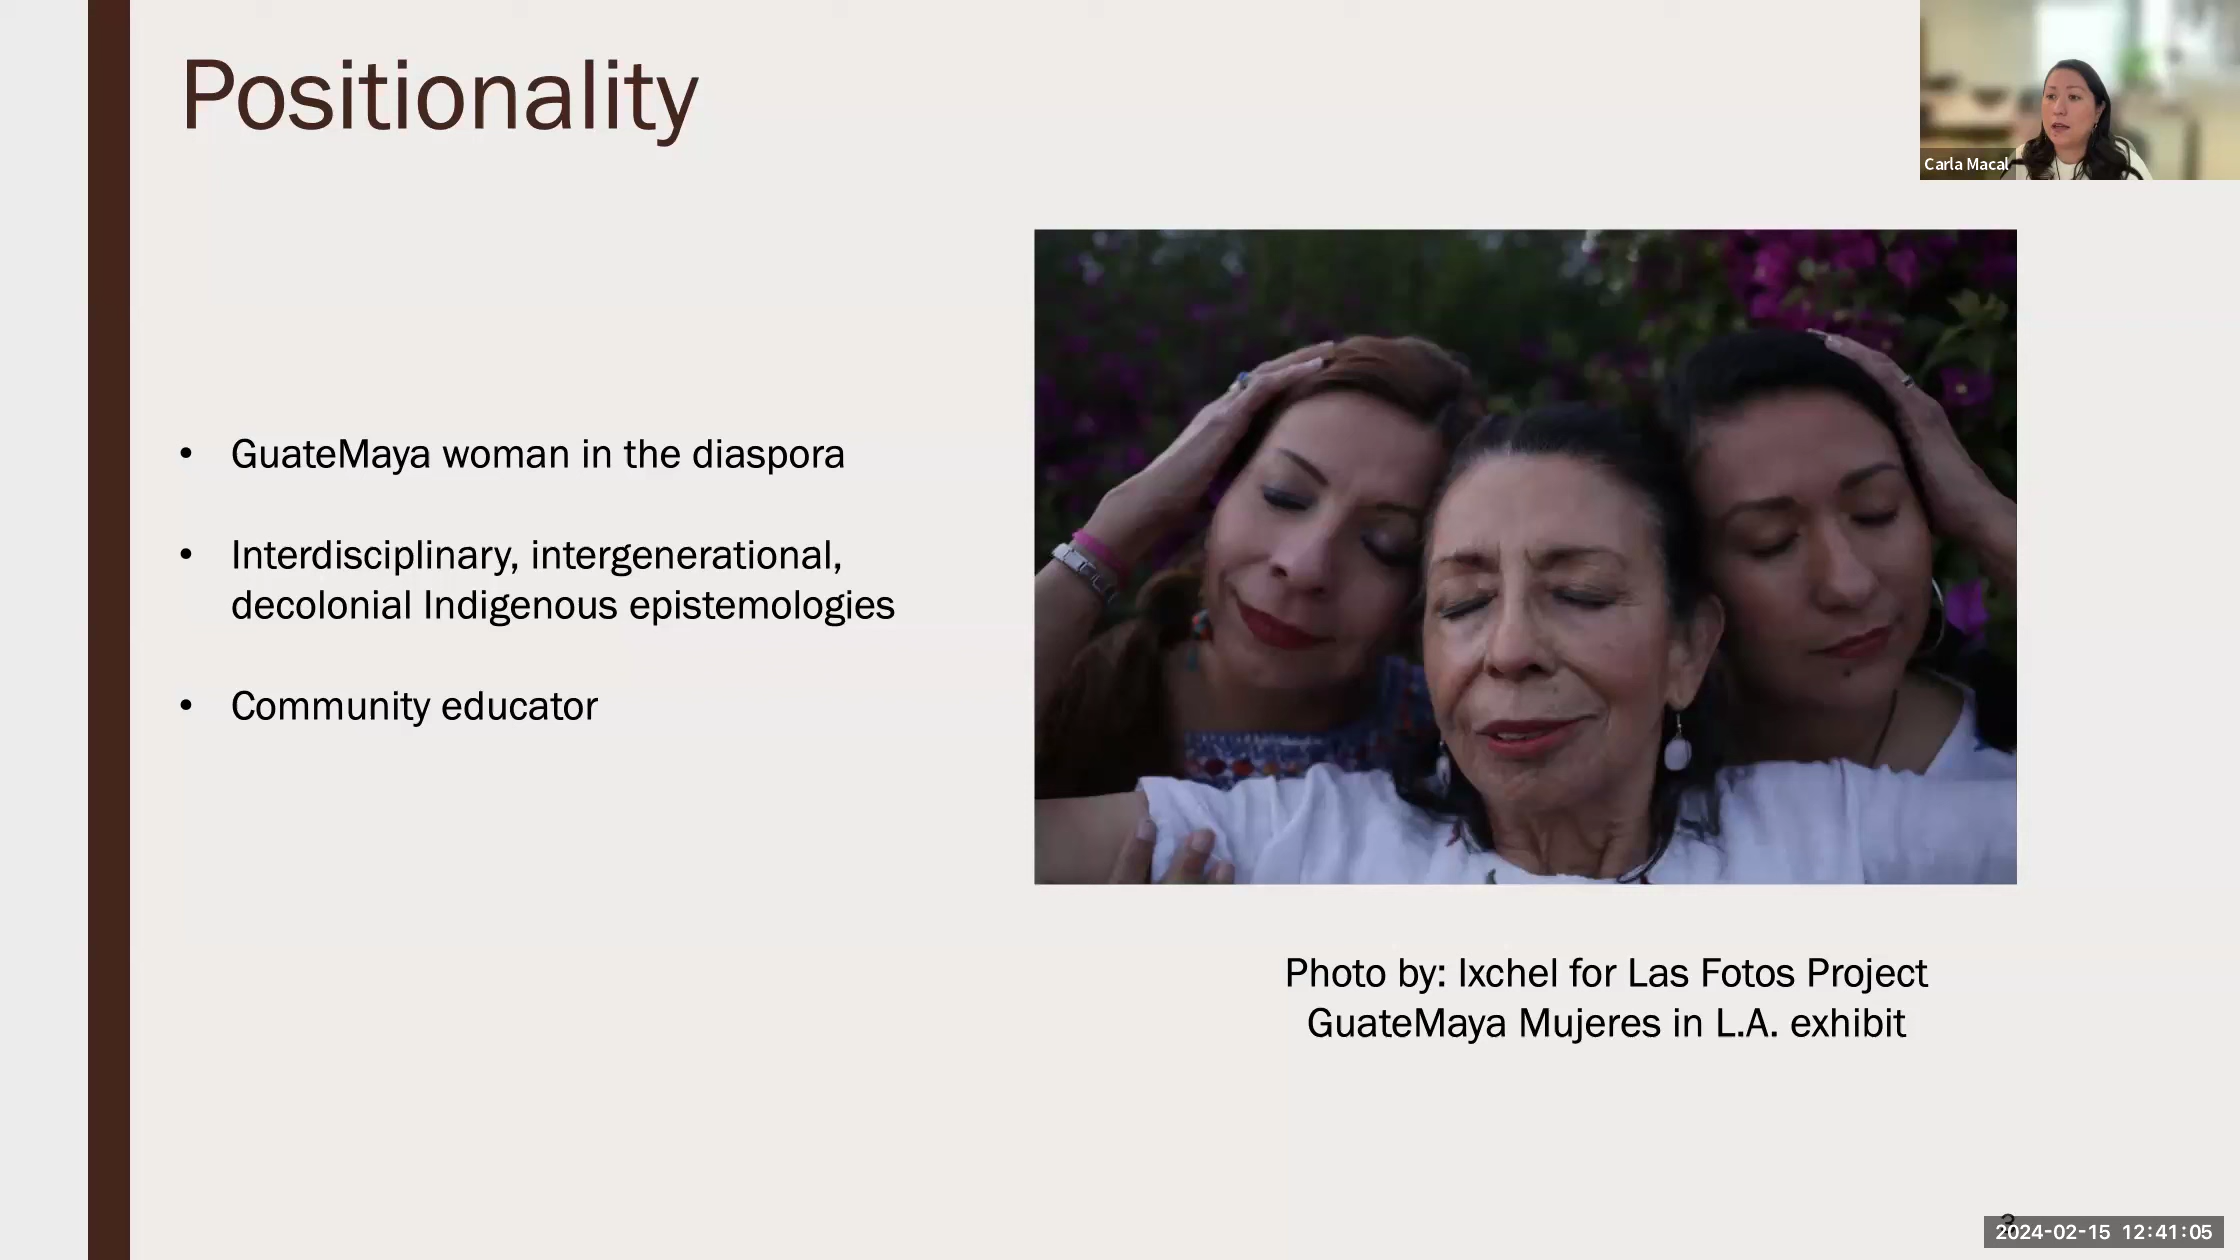 Positionality
Carla Macal
• GuateMaya woman in the diaspora
• Interdisciplinary, intergenerational,
decolonial Indigenous epistemologies
• Community educator
Photo by: Ixchel for Las Fotos Project
GuateMaya Mujeres in L.A. exhibit
3
2024-02-15 12:41:05